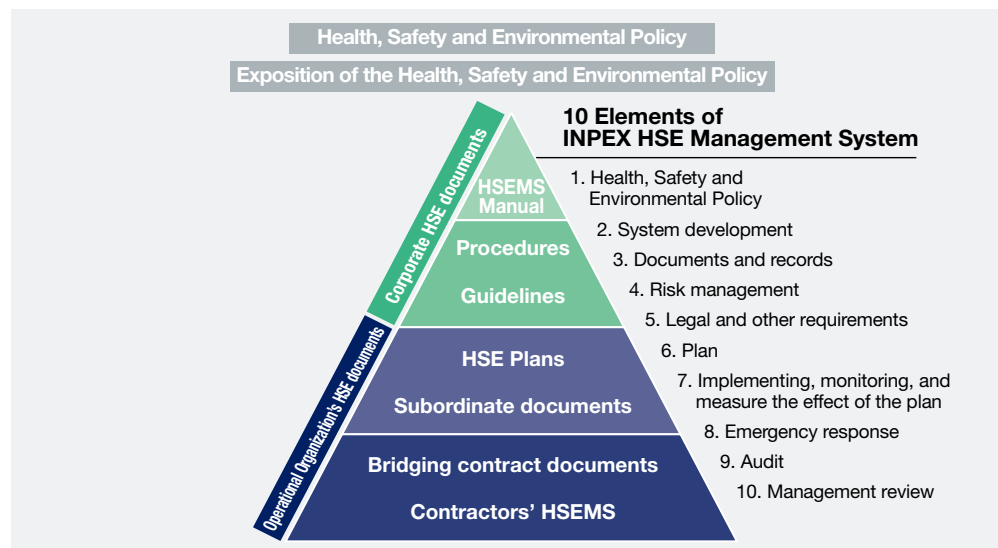 Health, Safety and Environmental Policy
Exposition of the Health, Safety and Environmental Policy
Corporate HSE documents
Operational Organization's HSE documents
HSEMS
Manual
Procedures
Guidelines
HSE Plans
Subordinate documents
Bridging contract documents
Contractors' HSEMS
10 Elements of
INPEX HSE Management System
1. Health, Safety and
Environmental Policy
2. System development
3. Documents and records
4. Risk management
5. Legal and other requirements
6. Plan
7. Implementing, monitoring, and
measure the effect of the plan
8. Emergency response
9. Audit
10. Management review